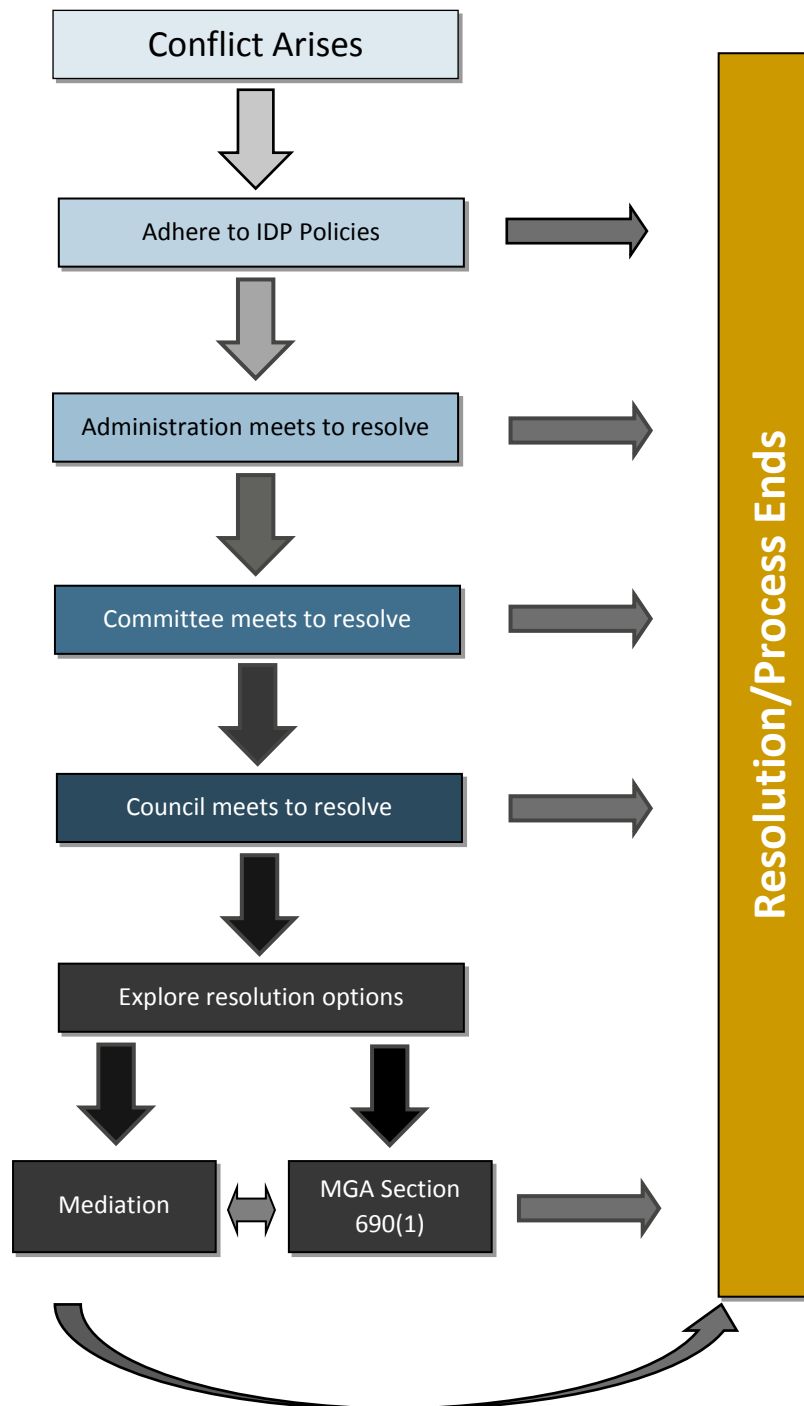 Conflict Arises
Adhere to IDP Policies
Administration meets to resolve
Committee meets to resolve
Council meets to resolve
Explore resolution options
Mediation
MGA Section
690(1)
Resolution/Process Ends